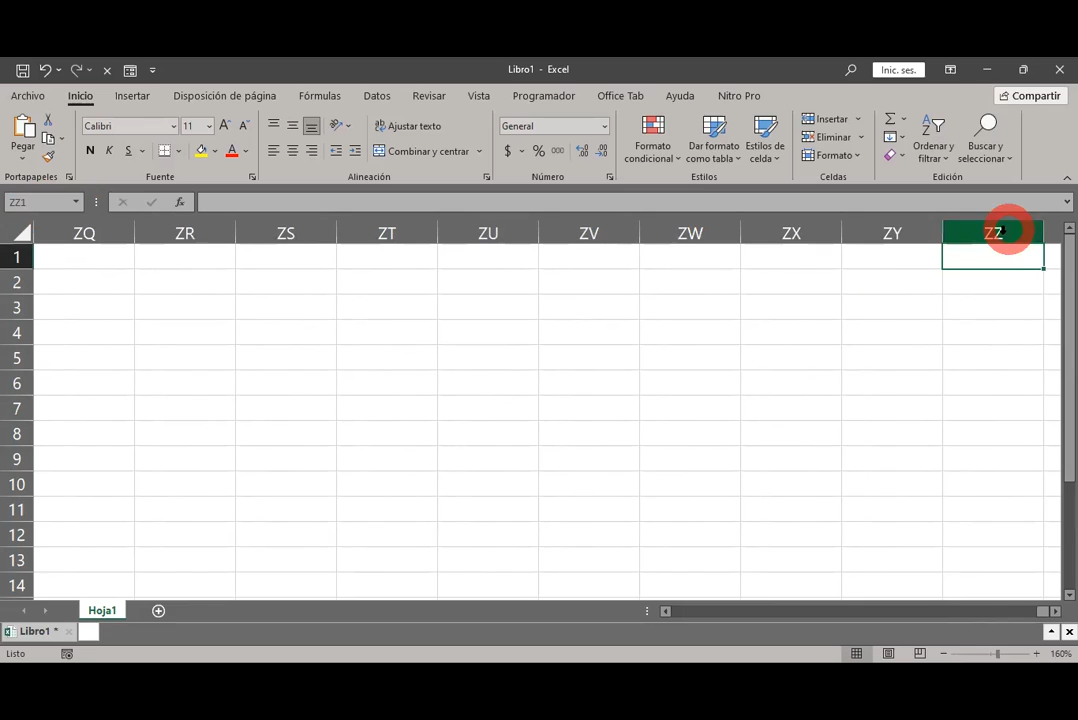 Libro1 - Excel
Inic. ses.
Archivo Inicio Insertar Disposición de página Fórmulas Datos Revisar Vista Programador Office Tab Ayuda Nitro Pro Compartir
Pegar
Portapapeles
Calibri 11
N K S A
Fuente
Ajustar texto
Combinar y centrar
Alineación
General
$ % 000
Número
Formato condicional
Dar formato como tabla
Estilos de celda
Estilos
Insertar
Eliminar
Formato
Celdas
Ordenar y filtrar
Buscar y seleccionar
Edición
ZZ1 fx
ZQ ZR ZS ZT ZU ZV ZW ZX ZY ZZ
1
2
3
4
5
6
7
8
9
10
11
12
13
14
Hoja1
Libro1 *
Listo 160%